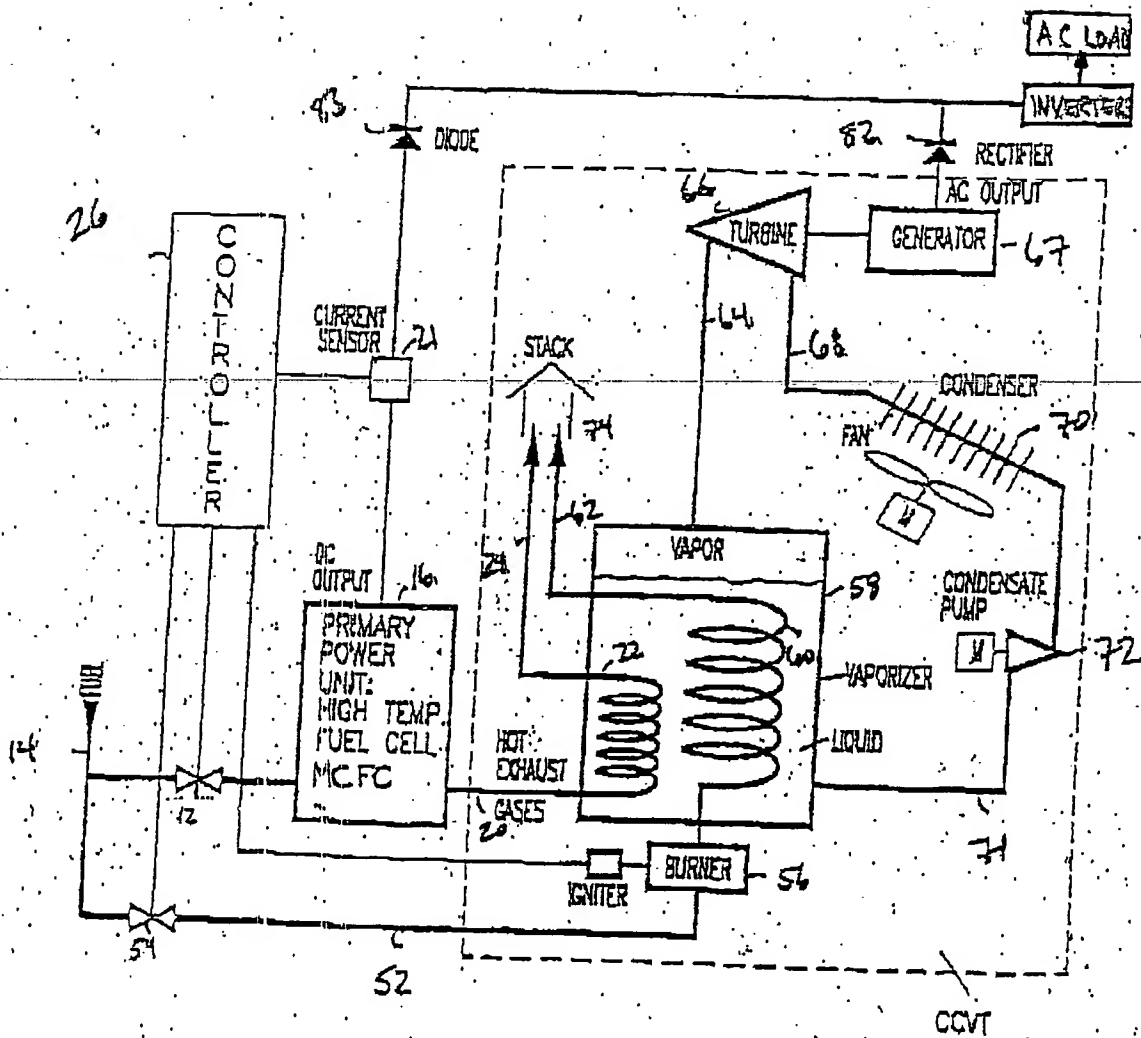 AC LOAD
INVERTER
83
DIODE
82
RECTIFIER
AC OUTPUT
66
TURBINE
GENERATOR
67
26
CONTROLLER
CURRENT
SENSOR
21
STACK
64
68
CONDENSER
70
FAN
74
M
62
VAPOR
58
DC
OUTPUT
16
PRIMARY
POWER
UNIT:
HIGH TEMP.
FUEL CELL
MCFC
22
60
VAPORIZER
LIQUID
CONDENSATE
PUMP
M
72
FUEL
14
12
HOT
EXHAUST
GASES
20
71
IGNITER
BURNER
56
54
52
CCVT